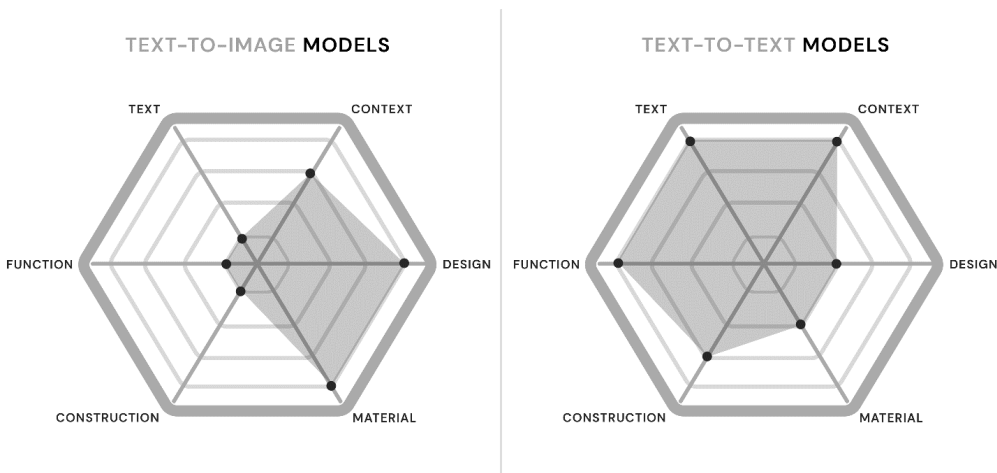 TEXT-TO-IMAGE MODELS
TEXT
CONTEXT
FUNCTION
DESIGN
CONSTRUCTION
MATERIAL
TEXT-TO-TEXT MODELS
TEXT
CONTEXT
FUNCTION
DESIGN
CONSTRUCTION
MATERIAL